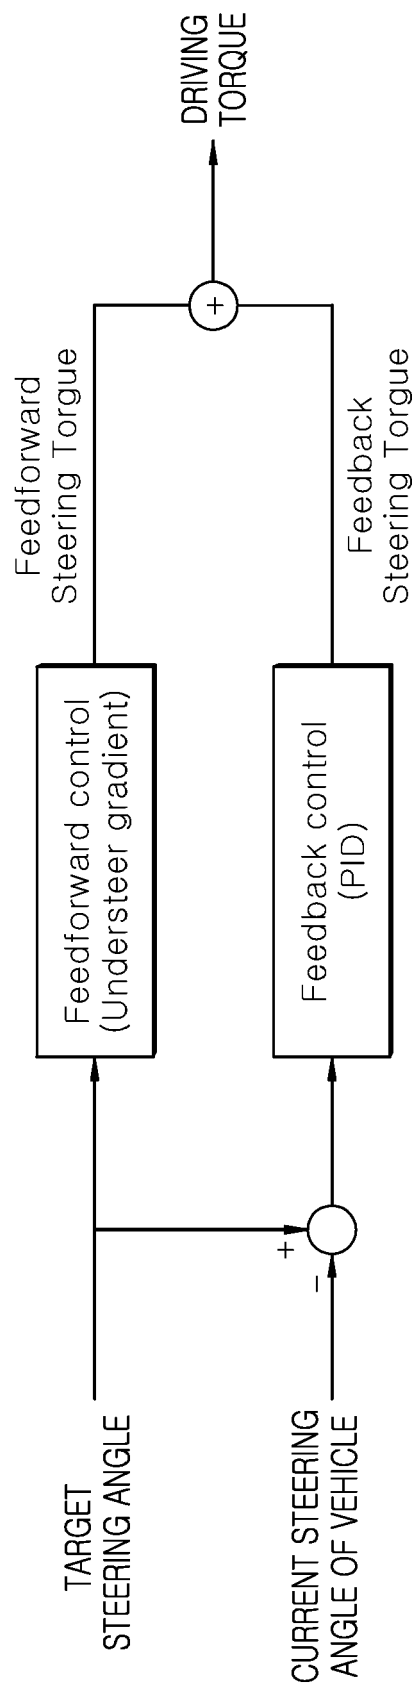 TARGET
STEERING ANGLE
Feedforward control
(Understeer gradient)
Feedforward
Steering Torgue
+
-
CURRENT STEERING
ANGLE OF VEHICLE
Feedback control
(PID)
Feedback
Steering Torgue
+
DRIVING
TORQUE